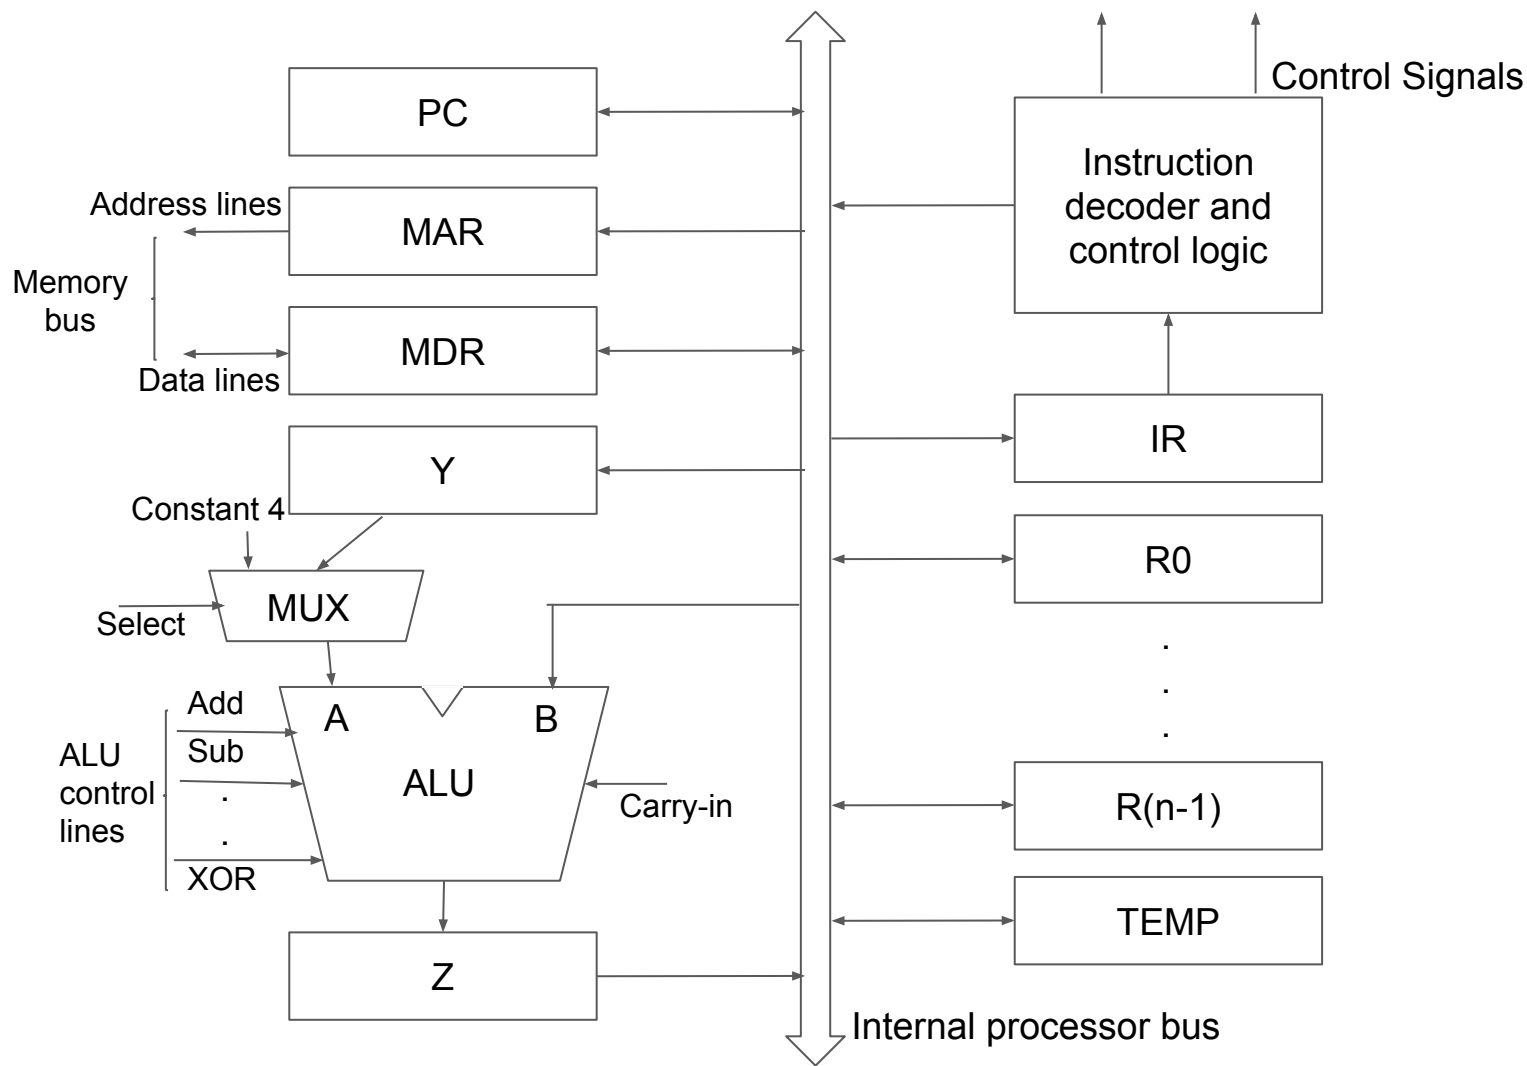 Control Signals
PC
Instruction
decoder and
control logic
Address lines
MAR
Memory
bus
MDR
Data lines
IR
Y
Constant 4
R0
MUX
Select
.
.
.
Add
A
B
Sub
ALU
control
lines
.
.
ALU
Carry-in
R(n-1)
XOR
TEMP
Z
Internal processor bus